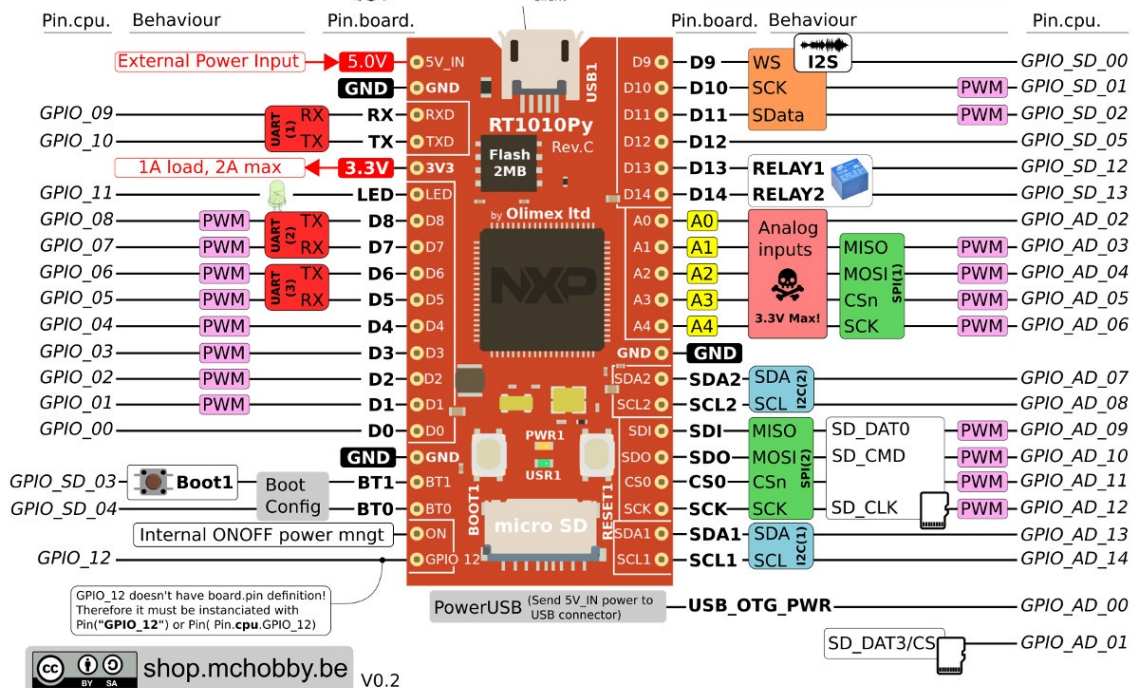 Client
Pin.cpu. Behaviour Pin.board. Pin.board. Behaviour Pin.cpu.
External Power Input 5.0V 5V_IN USB1 D9 D9 WS I2S GPIO_SD_00
GND GND D10 D10 SCK PWM GPIO_SD_01
GPIO_09 UART (1) RX RX RXD RT1010Py D11 D11 SData PWM GPIO_SD_02
GPIO_10 TX TX TXD Rev.C D12 D12 GPIO_SD_05
1A load, 2A max 3.3V 3V3 Flash 2MB D13 D13 RELAY1 GPIO_SD_12
GPIO_11 LED LED D14 D14 RELAY2 GPIO_SD_13
GPIO_08 PWM UART (2) TX D8 D8 by Olimex ltd A0 A0 Analog GPIO_AD_02
GPIO_07 PWM RX D7 D7 A1 A1 inputs MISO SPI(1) PWM GPIO_AD_03
GPIO_06 PWM UART (3) TX D6 D6 NXP A2 A2 MOSI PWM GPIO_AD_04
GPIO_05 PWM RX D5 D5 A3 A3 CSn PWM GPIO_AD_05
GPIO_04 PWM D4 D4 A4 A4 3.3V Max! SCK PWM GPIO_AD_06
GPIO_03 PWM D3 D3 GND GND
GPIO_02 PWM D2 D2 SDA2 SDA2 SDA I2C(2) GPIO_AD_07
GPIO_01 PWM D1 D1 SCL2 SCL2 SCL GPIO_AD_08
GPIO_00 D0 D0 SDI SDI MISO SPI(2) SD_DAT0 PWM GPIO_AD_09
GND GND PWR1 SDO SDO MOSI SD_CMD PWM GPIO_AD_10
GPIO_SD_03 Boot1 Boot BT1 BT1 USR1 CS0 CS0 CSn PWM GPIO_AD_11
GPIO_SD_04 Config BT0 BT0 BOOT1 RESET1 SCK SCK SCK SD_CLK PWM GPIO_AD_12
Internal ONOFF power mngt ON micro SD SDA1 SDA1 SDA I2C(1) GPIO_AD_13
GPIO_12 GPIO 12 SCL1 SCL1 SCL GPIO_AD_14
GPIO_12 doesn't have board.pin definition!
Therefore it must be instanciated with
Pin("GPIO_12") or Pin( Pin.cpu.GPIO_12)
PowerUSB (Send 5V_IN power to
USB connector) USB_OTG_PWR GPIO_AD_00
SD_DAT3/CS GPIO_AD_01
cc BY SA shop.mchobby.be V0.2